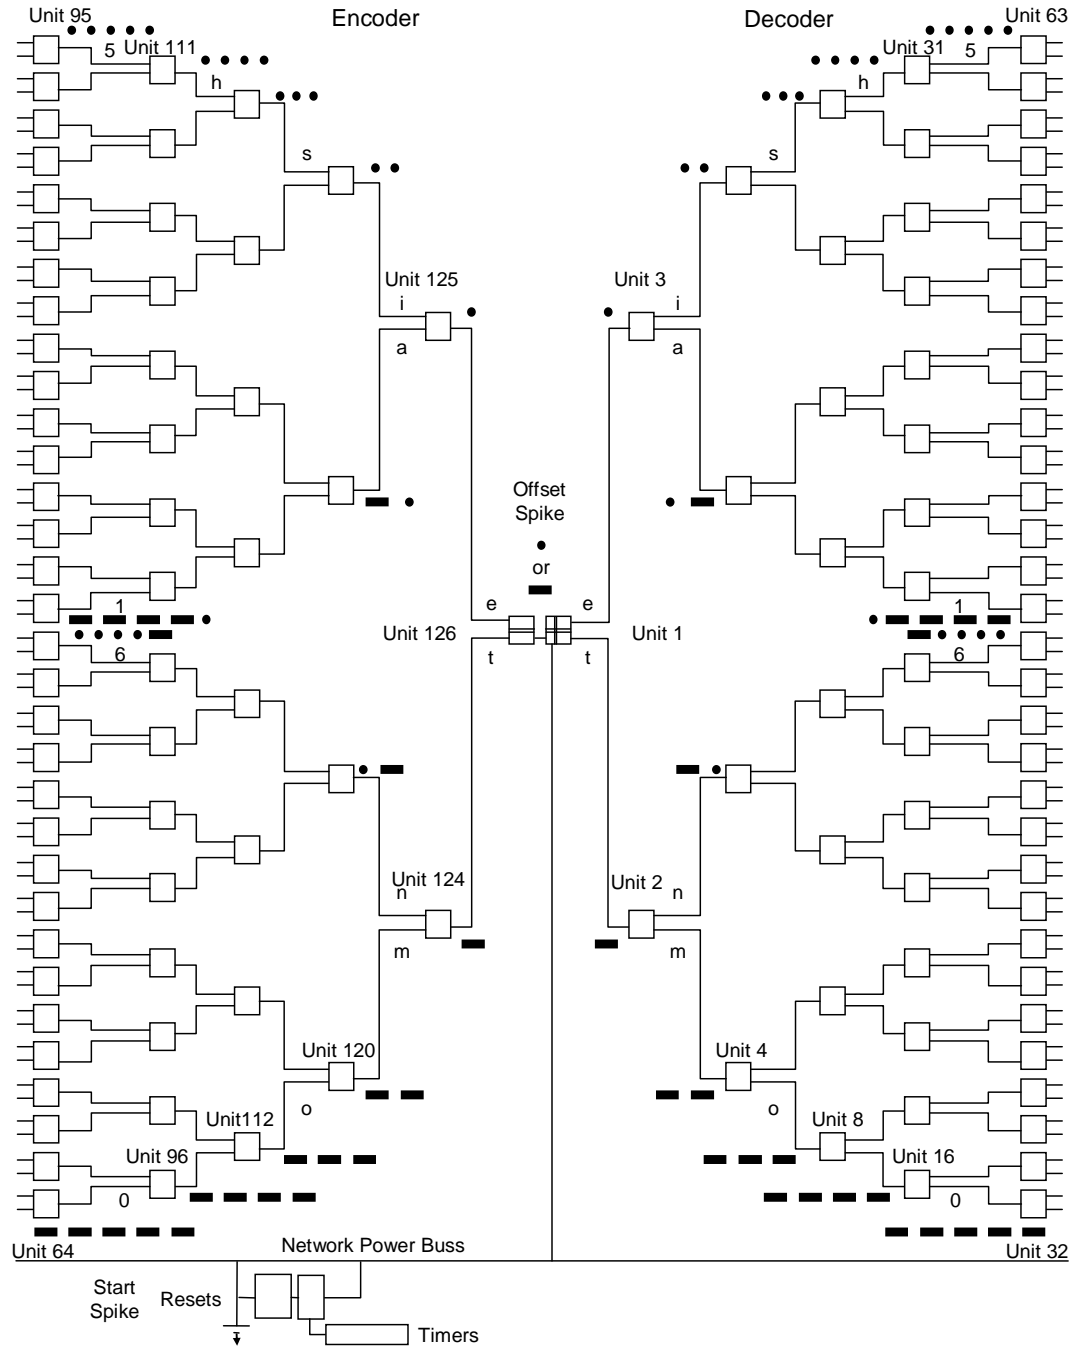 Unit 95
Encoder
Decoder
Unit 63
5
Unit 111
Unit 31
5
h
h
s
s
Unit 125
Unit 3
i
i
a
a
Offset
Spike
or
1
e
e
1
Unit 126
Unit 1
6
t
t
6
Unit 124
Unit 2
n
n
m
m
Unit 120
Unit 4
o
o
Unit112
Unit 8
Unit 96
Unit 16
0
0
Unit 64
Network Power Buss
Unit 32
Start
Spike
Resets
Timers